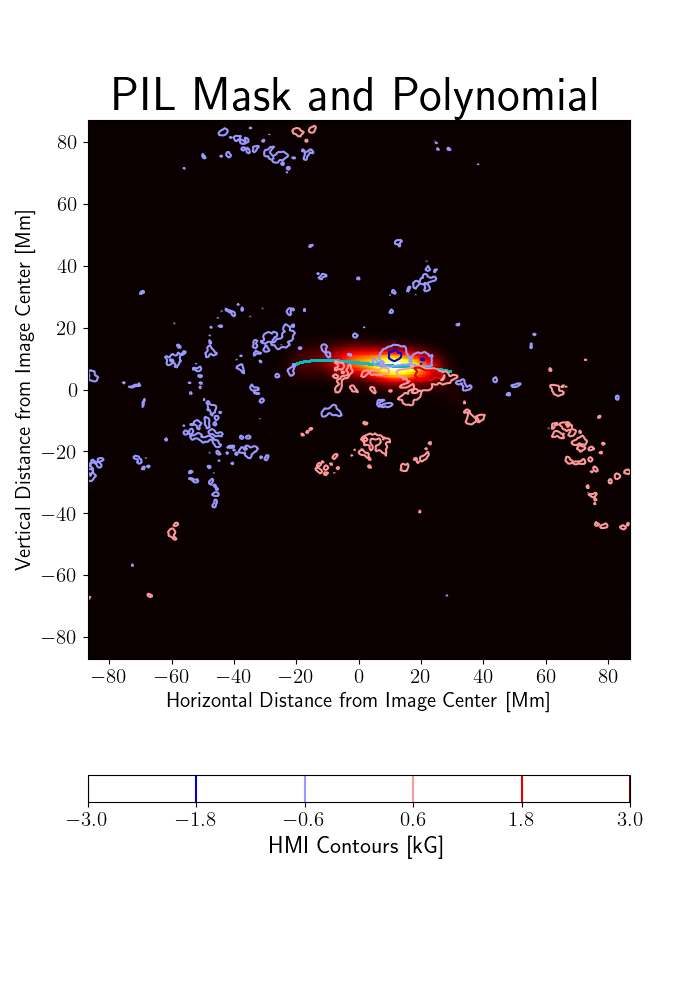 PIL Mask and Polynomial
80
60
40
20
0
−20
−40
−60
−80
Vertical Distance from Image Center [Mm]
−80 −60 −40 −20 0 20 40 60 80
Horizontal Distance from Image Center [Mm]
−3.0 −1.8 −0.6 0.6 1.8 3.0
HMI Contours [kG]